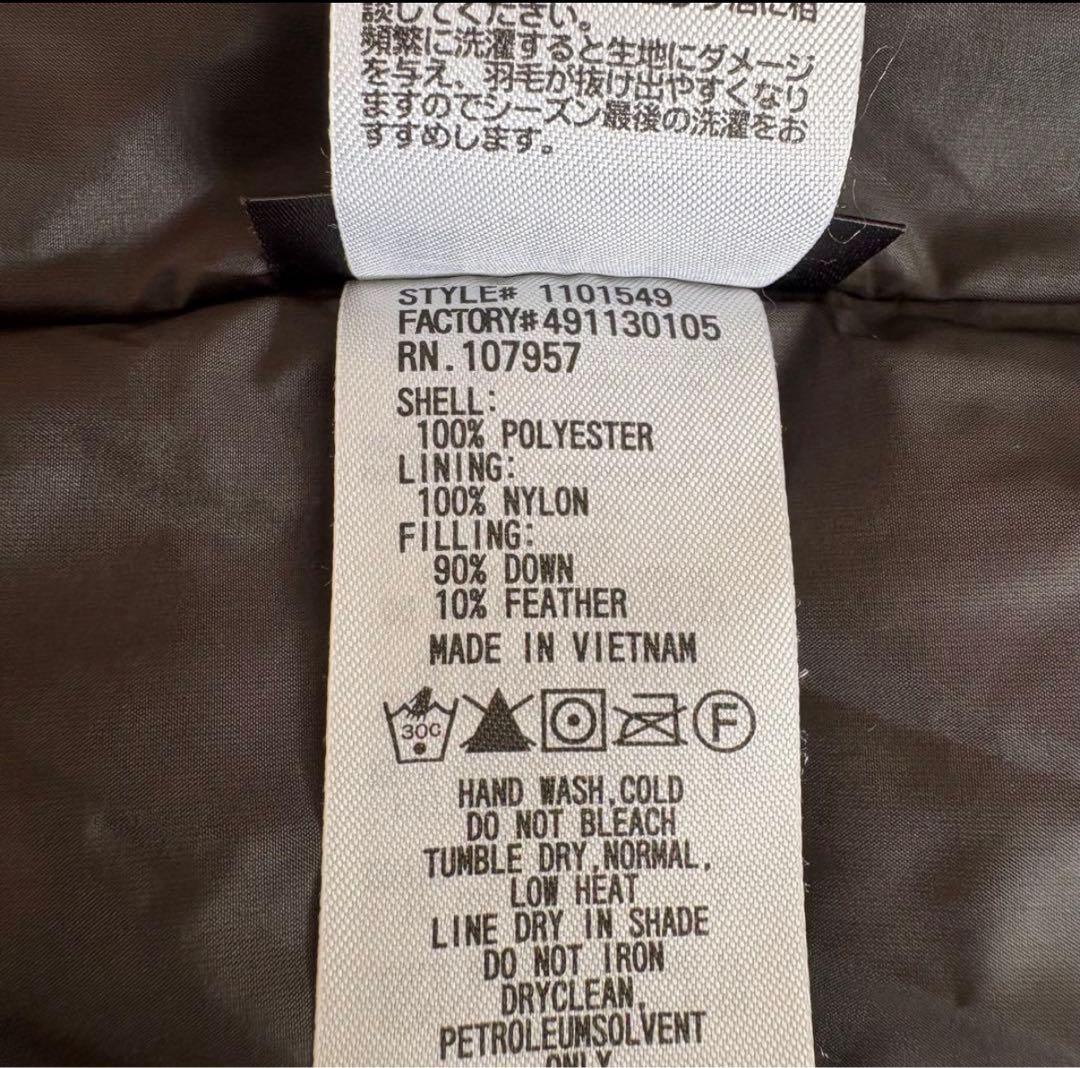 談してください。
頻繁に洗濯すると生地にダメージ
を与え、羽毛が抜け出やすくなり
ますのでシーズン最後の洗濯をお
すすめします。
STYLE# 1101549
FACTORY#491130105
RN.107957
SHELL:
100% POLYESTER
LINING:
100% NYLON
FILLING:
90% DOWN
10% FEATHER
MADE IN VIETNAM
30C F
HAND WASH,COLD
DO NOT BLEACH
TUMBLE DRY,NORMAL,
LOW HEAT
LINE DRY IN SHADE
DO NOT IRON
DRYCLEAN,
PETROLEUMSOLVENT
ONLY